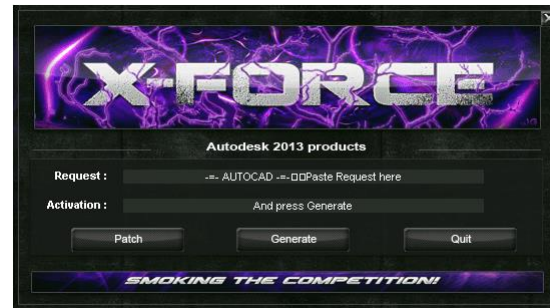 X-FORCE
Autodesk 2013 products
Request :
-=- AUTOCAD -=-□□Paste Request here
Activation :
And press Generate
Patch
Generate
Quit
SMOKING THE COMPETITION!